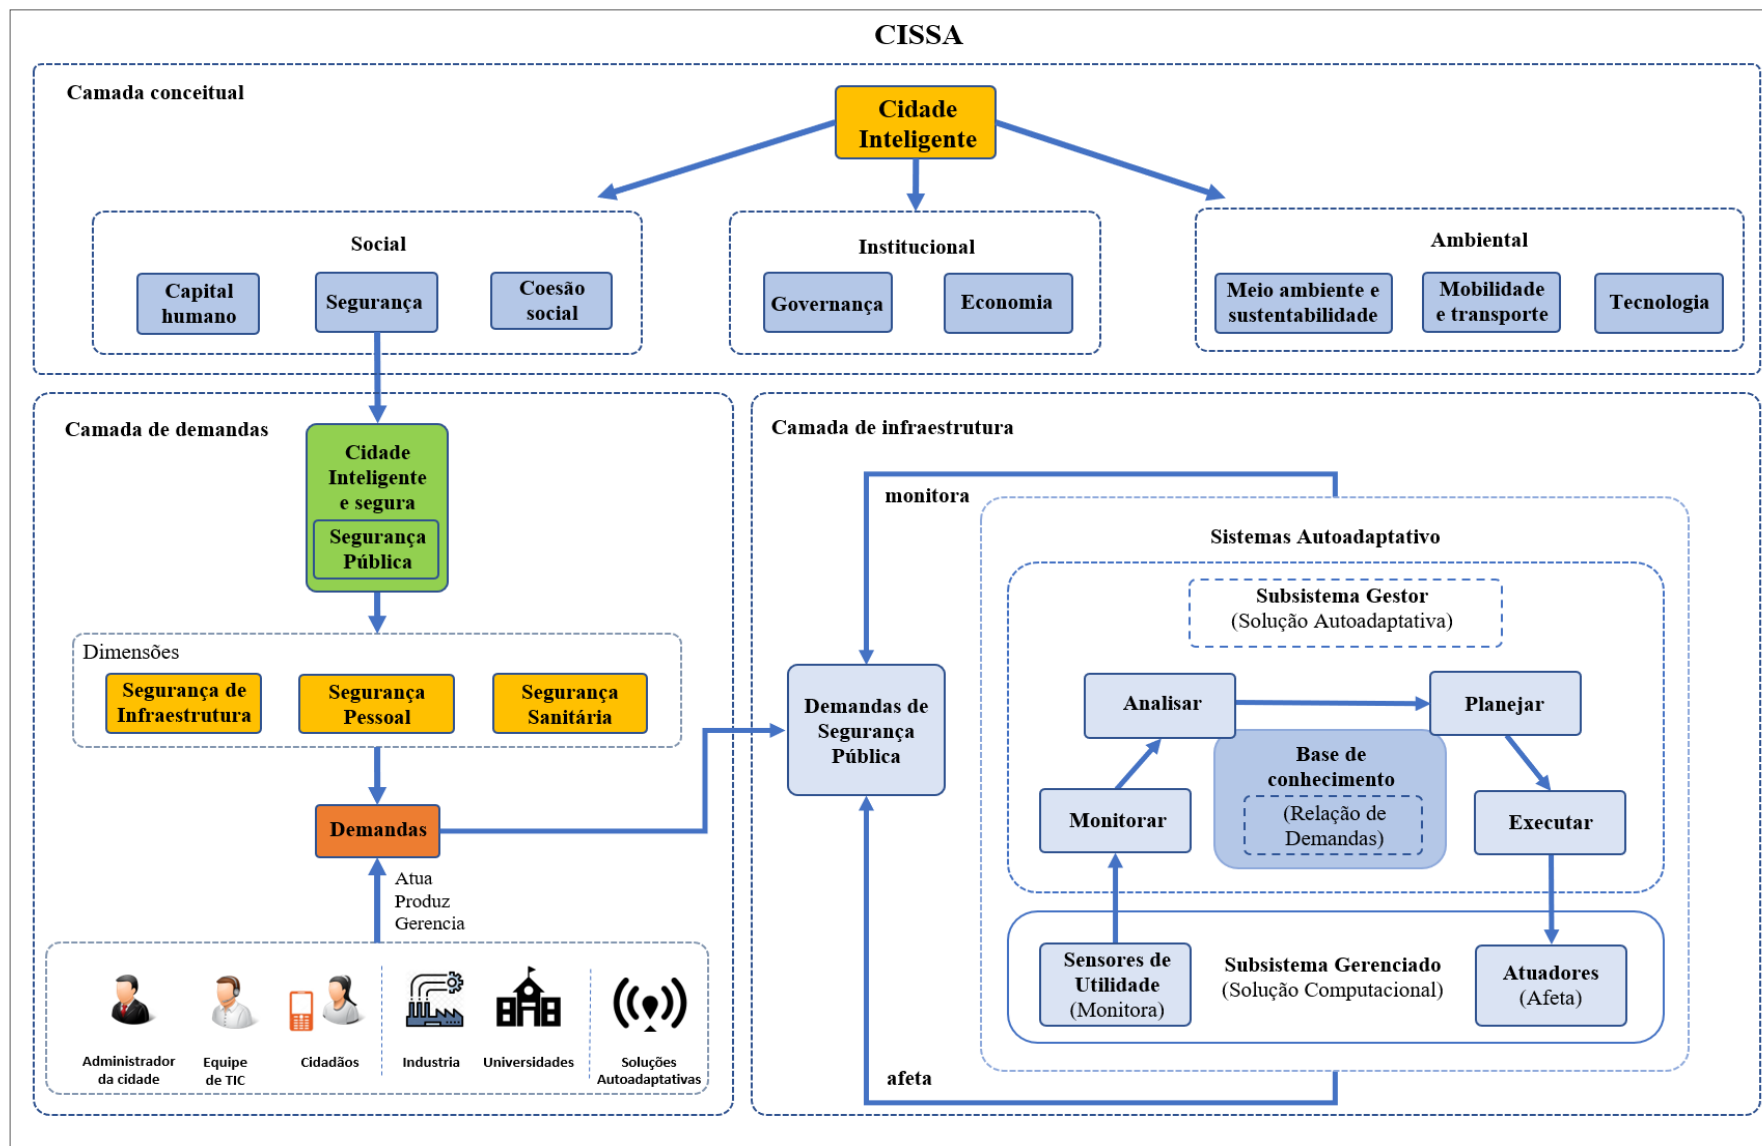 CISSA
Camada conceitual
Cidade
Inteligente
Social
Capital
humano
Segurança
Coesão
social
Institucional
Governança
Economia
Ambiental
Meio ambiente e
sustentabilidade
Mobilidade
e transporte
Tecnologia
Camada de demandas
Cidade
Inteligente
e segura
Segurança
Pública
Dimensões
Segurança de
Infraestrutura
Segurança
Pessoal
Segurança
Sanitária
Demandas
Atua
Produz
Gerencia
Administrador
da cidade
Equipe
de TIC
Cidadãos
Industria
Universidades
Soluções
Autoadaptativas
Camada de infraestrutura
monitora
Demandas de
Segurança
Pública
afeta
Sistemas Autoadaptativo
Subsistema Gestor
(Solução Autoadaptativa)
Analisar
Planejar
Base de
conhecimento
(Relação de
Demandas)
Monitorar
Executar
Sensores de
Utilidade
(Monitora)
Subsistema Gerenciado
(Solução Computacional)
Atuadores
(Afeta)